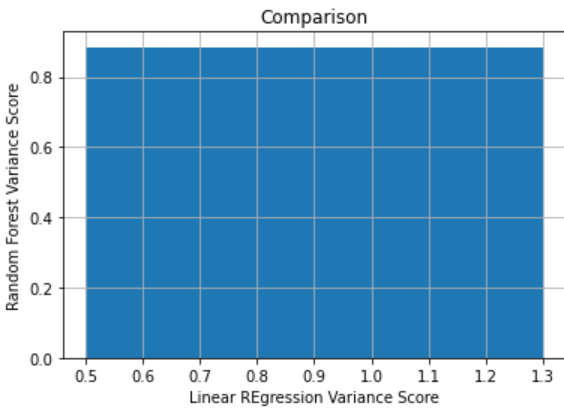 Comparison
Random Forest Variance Score
0.8
0.6
0.4
0.2
0.0
0.5 0.6 0.7 0.8 0.9 1.0 1.1 1.2 1.3
Linear REgression Variance Score